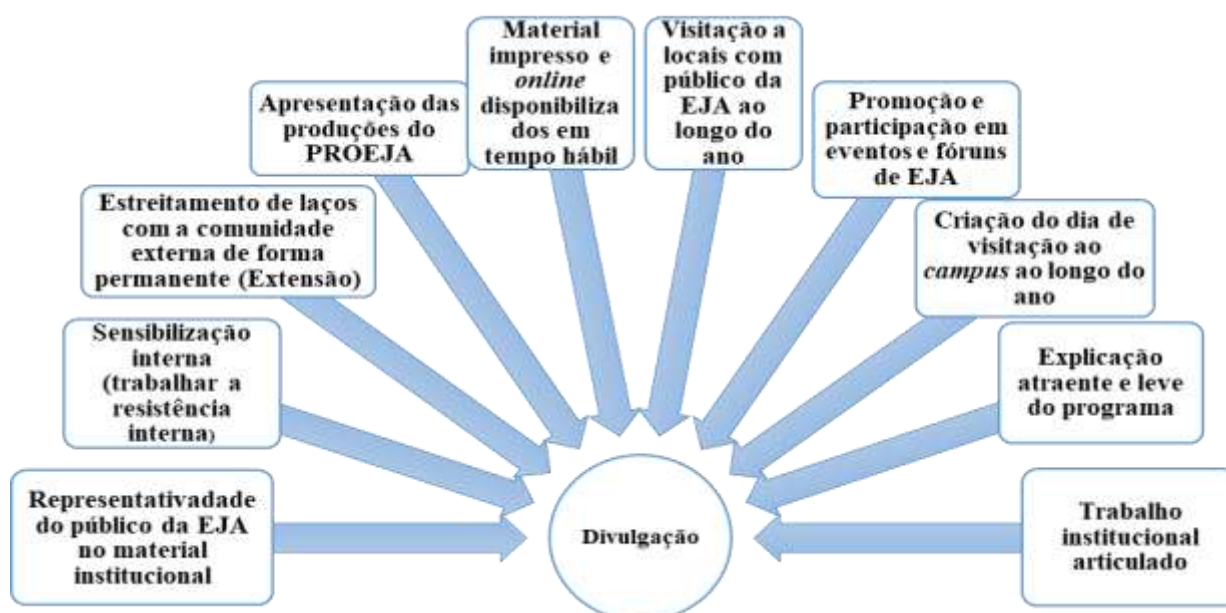 Material
impresso e
online
disponibiliza
dos em
tempo hábil
Visitação a
locais com
público da
EJA ao
longo do
ano
Apresentação das
produções do
PROEJA
Promoção e
participação em
eventos e fóruns
de EJA
Estreitamento de laços
com a comunidade
externa de forma
permanente (Extensão)
Criação do dia de
visitação ao
campus ao longo do
ano
Sensibilização
interna
(trabalhar a
resistência
interna)
Explicação
atraente e leve
do programa
Representativadade
do público da EJA
no material
institucional
Divulgação
Trabalho
institucional
articulado